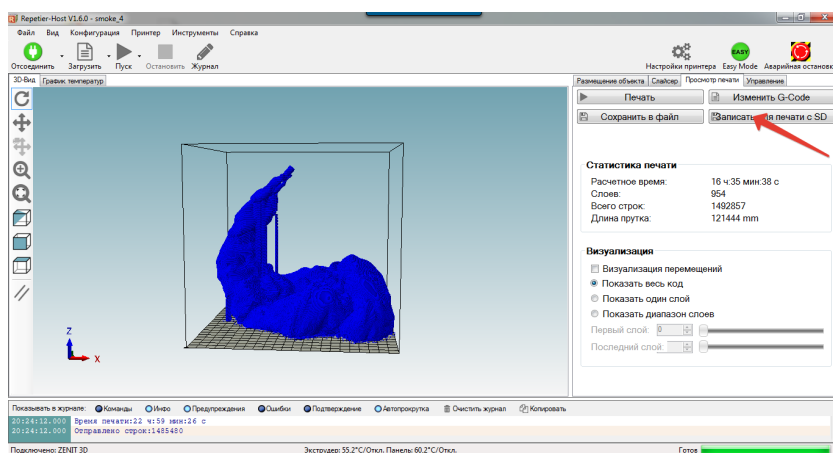 Repetier-Host V1.6.0 - smoke_4
Файл Вид Конфигурация Принтер Инструменты Справка
Отсоединить Загрузить Пуск Остановить Журнал Настройки принтера Easy Mode Аварийная остановк
EASY
3D-Вид График температур Размещение объекта Слайсер Просмотр печати Управление
Печать Изменить G-Code
Сохранить в файл Записать для печати с SD
Статистика печати
Расчетное время: 16 ч:35 мин:38 с
Слоев: 954
Всего строк: 1492857
Длина прутка: 121444 mm
Визуализация
Визуализация перемещений
Показать весь код
Показать один слой
Показать диапазон слоев
Первый слой: 0
Последний слой:
Z
X
Показывать в журнале: Команды Инфо Предупреждения Ошибки Подтверждение Автопрокрутка Очистить журнал Копировать
20:24:12.000 Время печати:22 ч:59 мин:26 с
20:24:12.000 Отправлено строк:1485480
Подключено: ZENIT 3D Экструдер: 55.2°C/Откл. Панель: 60.2°C/Откл. Готов